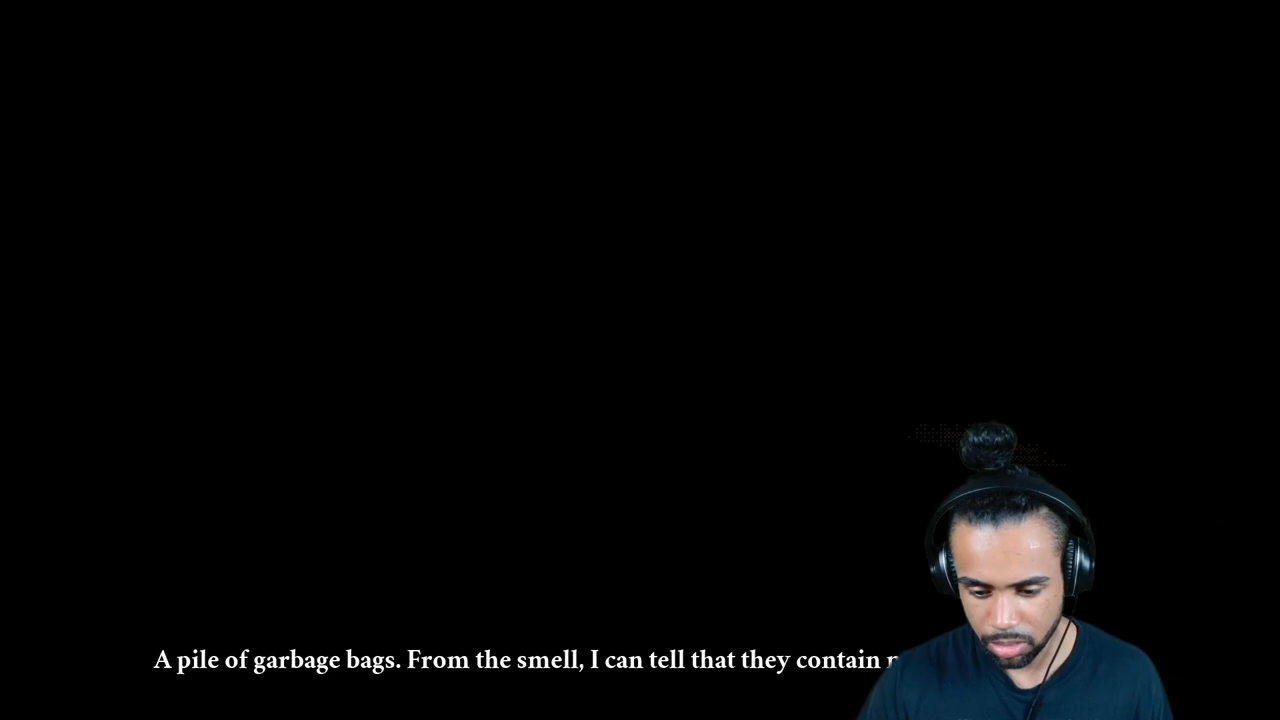 A pile of garbage bags. From the smell, I can tell that they contain